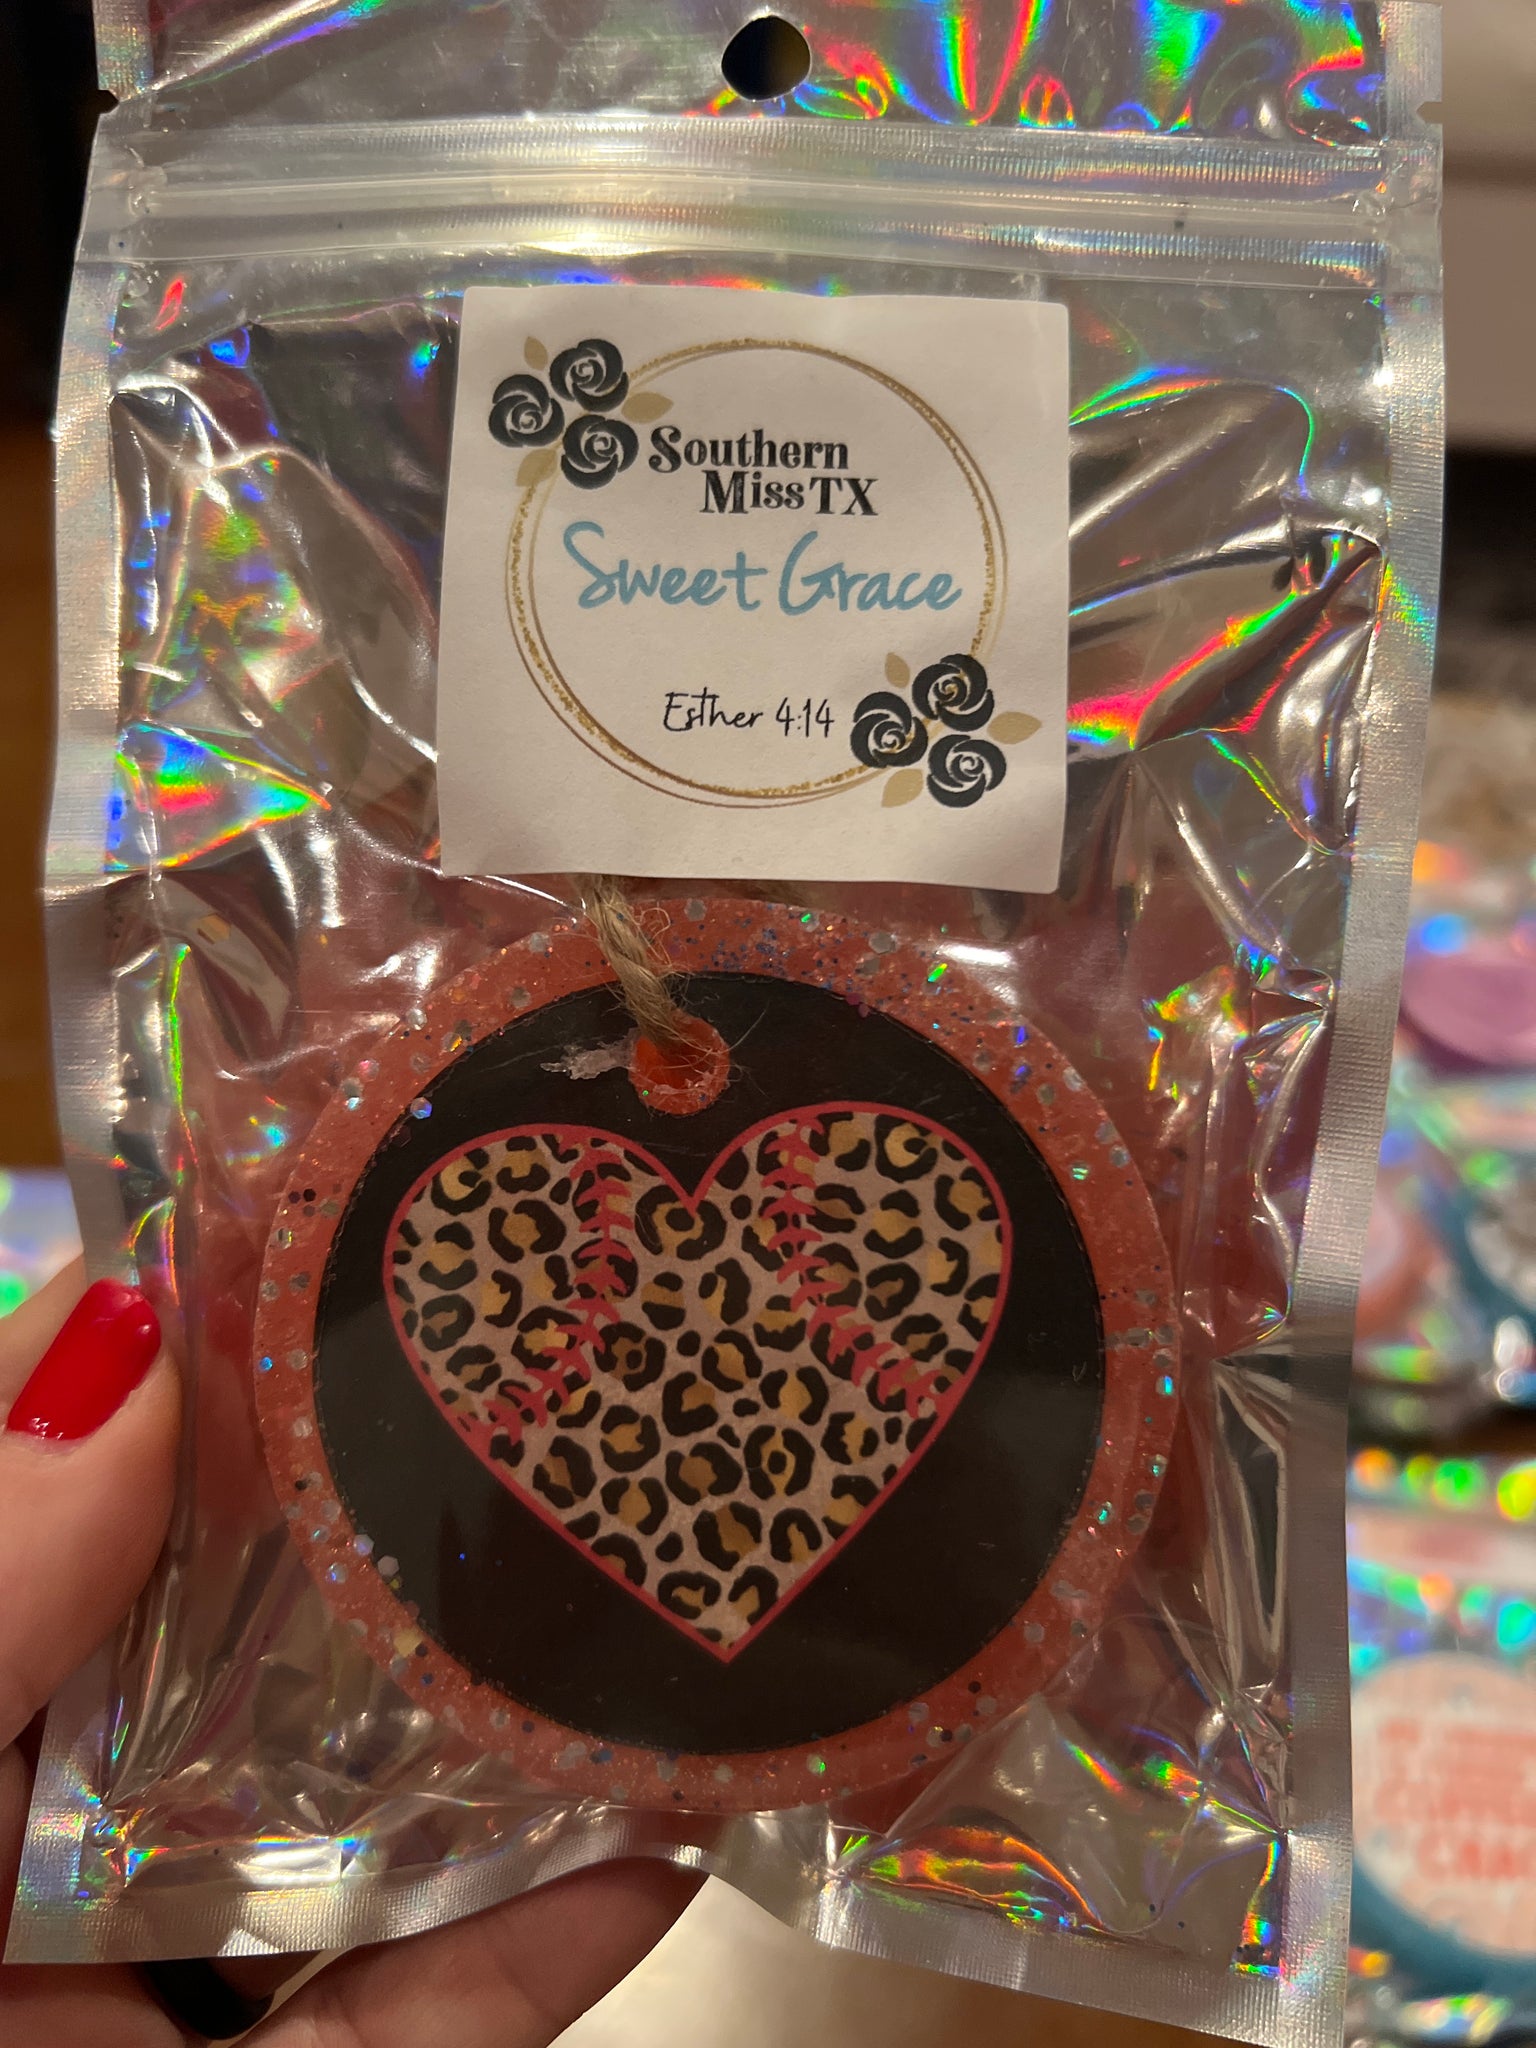 Southern
Miss TX
Sweet Grace
Esther 4:14